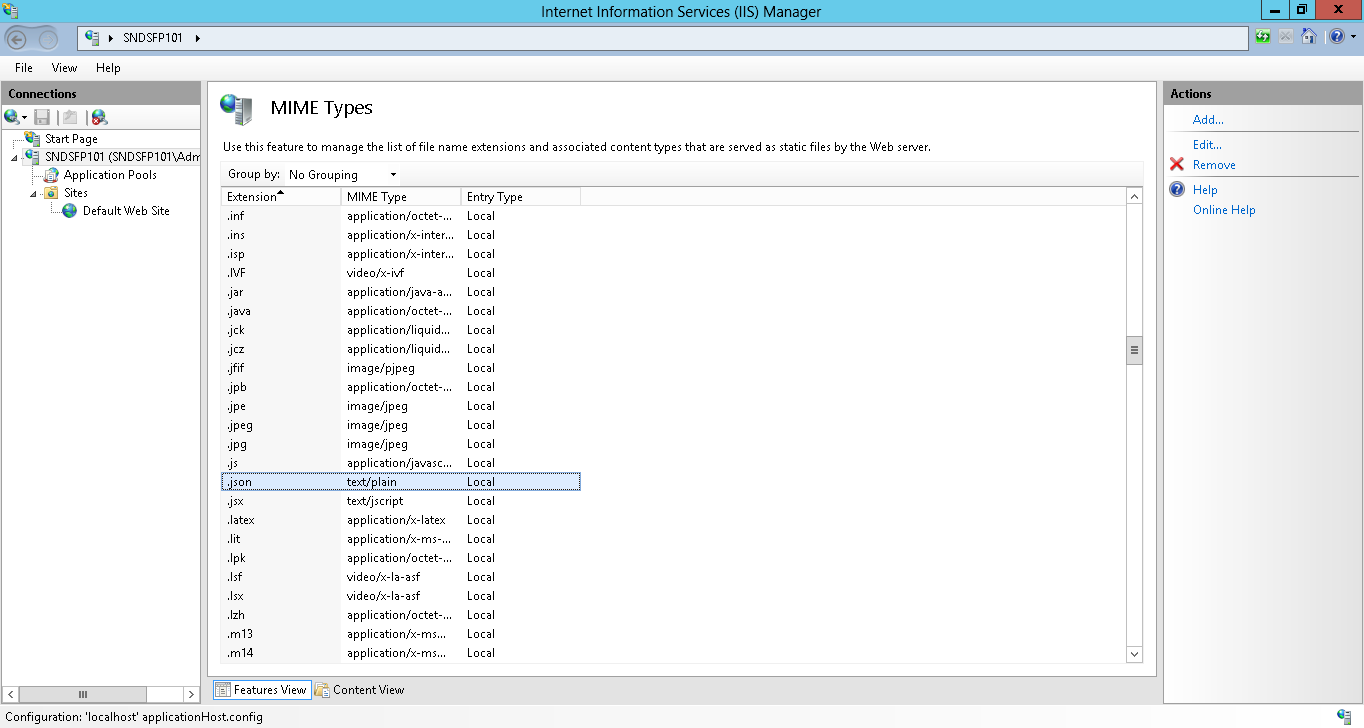 Internet Information Services (IIS) Manager
SNDSFP101
File View Help
Connections
Start Page
SNDSFP101 (SNDSFP101\Adm
Application Pools
Sites
Default Web Site
MIME Types
Use this feature to manage the list of file name extensions and associated content types that are served as static files by the Web server.
Group by: No Grouping
Extension MIME Type Entry Type
.inf application/octet-... Local
.ins application/x-inter... Local
.isp application/x-inter... Local
.IVF video/x-ivf Local
.jar application/java-a... Local
.java application/octet-... Local
.jck application/liquid... Local
.jcz application/liquid... Local
.jfif image/pjpeg Local
.jpb application/octet-... Local
.jpe image/jpeg Local
.jpeg image/jpeg Local
.jpg image/jpeg Local
.js application/javasc... Local
.json text/plain Local
.jsx text/jscript Local
.latex application/x-latex Local
.lit application/x-ms-... Local
.lpk application/octet-... Local
.lsf video/x-la-asf Local
.lsx video/x-la-asf Local
.lzh application/octet-... Local
.m13 application/x-ms... Local
.m14 application/x-ms... Local
Features View Content View
Actions
Add...
Edit...
Remove
Help
Online Help
Configuration: 'localhost' applicationHost.config